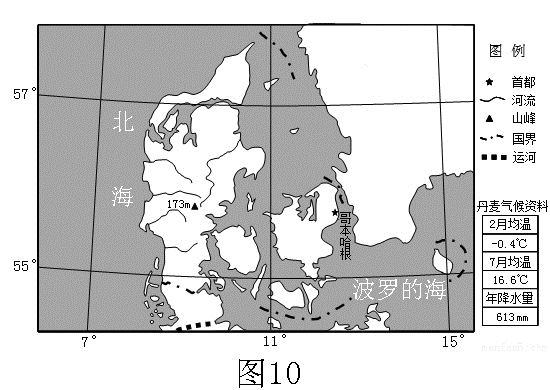 图 例
57°
首都
河流
北
山峰
国界
运河
海
173m
丹麦气候资料
哥本哈根
2月均温
-0.4℃
7月均温
55°
16.6℃
波罗的海
年降水量
613mm
7°
11°
15°
图10